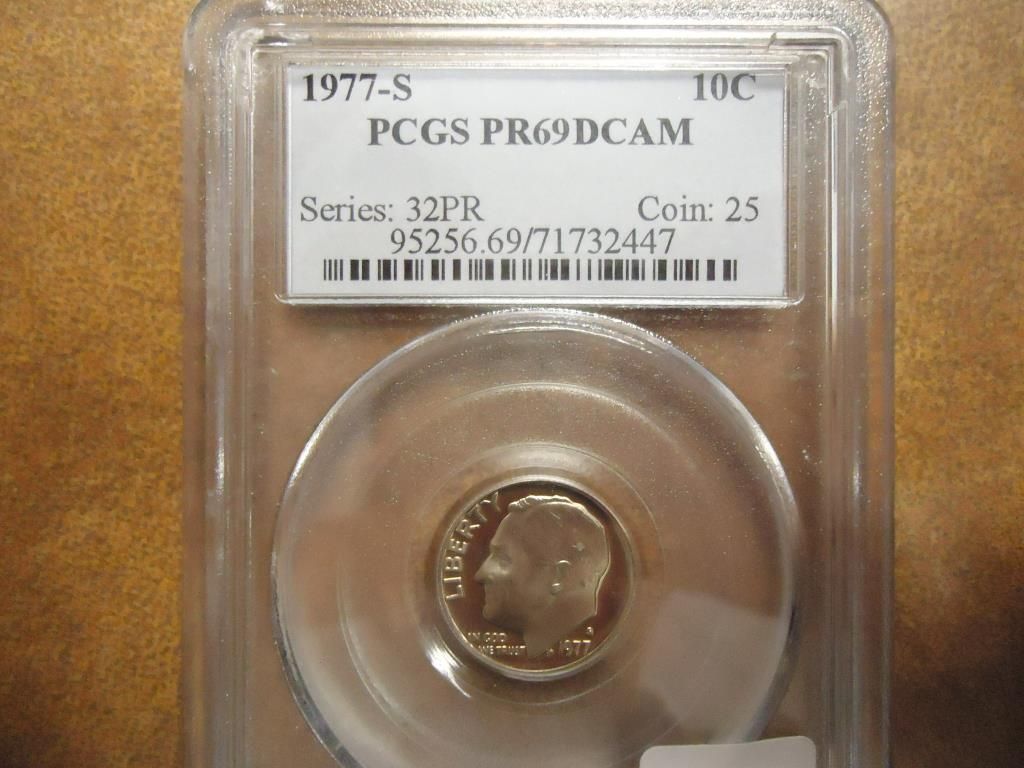 1977-S 10C
PCGS PR69DCAM
Series: 32PR Coin: 25
95256.69/71732447
LIBERTY
IN GOD
WE TRUST
1977
S